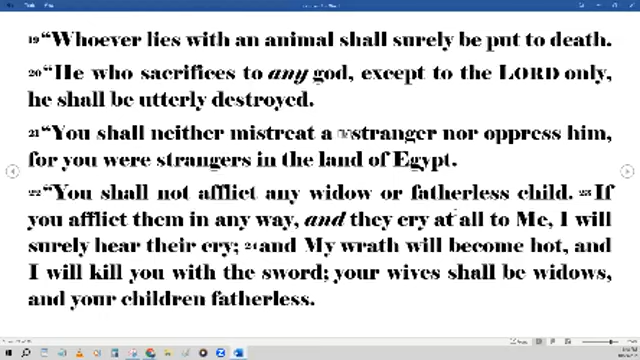 19 “Whoever lies with an animal shall surely be put to death.
20 “He who sacrifices to any god, except to the LORD only,
he shall be utterly destroyed.
21 “You shall neither mistreat a stranger nor oppress him,
for you were strangers in the land of Egypt.
22 “You shall not afflict any widow or fatherless child. 23 If
you afflict them in any way, and they cry at all to Me, I will
surely hear their cry; 24 and My wrath will become hot, and
I will kill you with the sword; your wives shall be widows,
and your children fatherless.